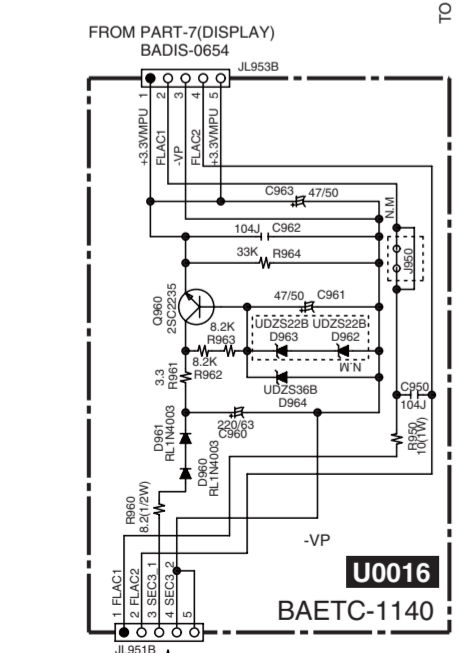 TO
FROM PART-7(DISPLAY)
BADIS-0654
JL953B
1 2 3 4 5
+3.3VMPU
FLAC1
-VP
FLAC2
+3.3VMPU
C963 47/50
N.M
104J C962
33K R964
J950
Q960
2SC2235
47/50 C961
8.2K
R963
UDZS22B UDZS22B
D963 D962
N.M
8.2K
R962
3.3
R961
UDZS36B
D964
C950
104J
220/63
C960
R950
10(1W)
D961
RL1N4003
D960
RL1N4003
R960
8.2(1/2W)
-VP
U0016
BAETC-1140
1 FLAC1
2 FLAC2
3 SEC3_1
4 SEC3_2
5
JL951B